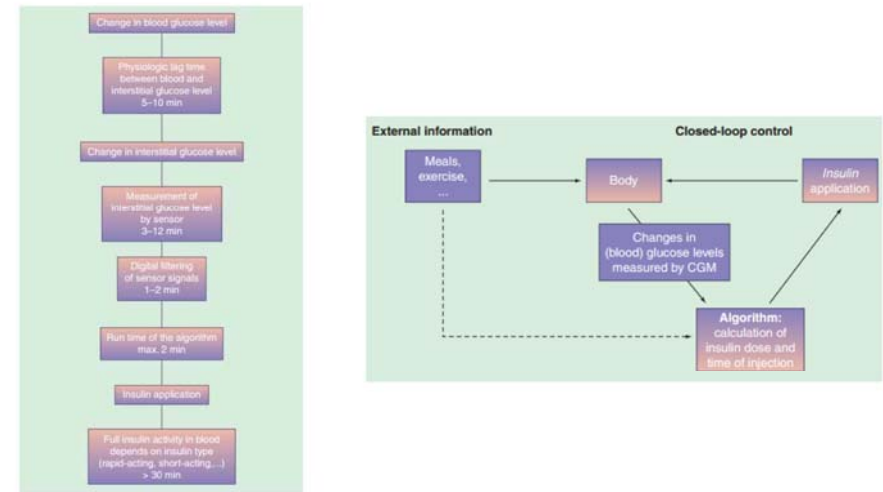 Change in blood glucose level
Physiologic lag time
between blood and
interstitial glucose level
5–10 min
Change in interstitial glucose level
Measurement of
interstitial glucose level
by sensor
3–12 min
Digital filtering
of sensor signals
1–2 min
Run time of the algorithm
max. 2 min
Insulin application
Full insulin activity in blood
depends on insulin type
(rapid-acting, short-acting,...)
> 30 min
External information
Closed-loop control
Meals,
exercise,
...
Body
Insulin
application
Changes in
(blood) glucose levels
measured by CGM
Algorithm:
calculation of
insulin dose and
time of injection